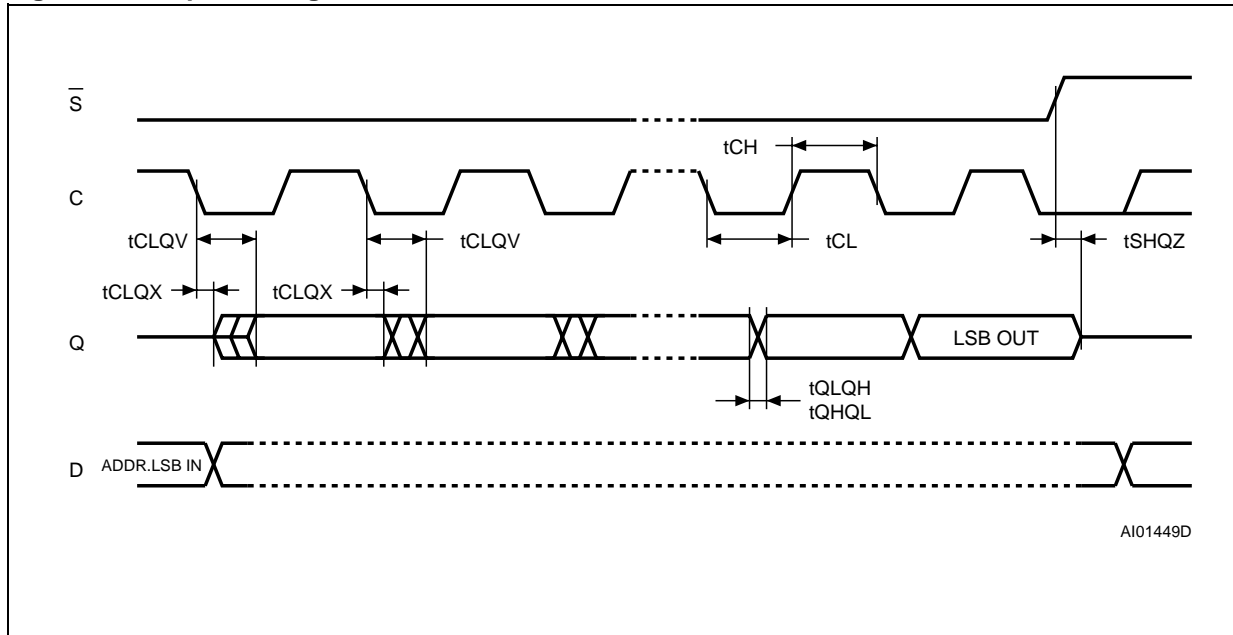 S
tCH
C
tCLQV
tCLQV
tCL
tSHQZ
tCLQX
tCLQX
Q
LSB OUT
tQLQH
tQHQL
D
ADDR.LSB IN
AI01449D